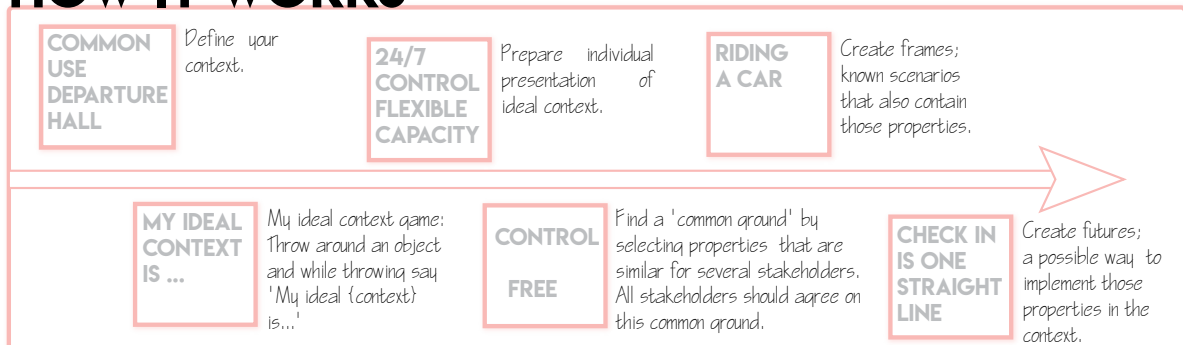 HOW IT WORKS
COMMON
USE
DEPARTURE
HALL
Define your
context.
MY IDEAL
CONTEXT
IS ...
My ideal context game:
Throw around an object
and while throwing say
'My ideal {context}
is...'
24/7
CONTROL
FLEXIBLE
CAPACITY
Prepare individual
presentation of
ideal context.
CONTROL
FREE
Find a 'common ground' by
selecting properties that are
similar for several stakeholders.
All stakeholders should agree on
this common ground.
RIDING
A CAR
Create frames;
known scenarios
that also contain
those properties.
CHECK IN
IS ONE
STRAIGHT
LINE
Create futures;
a possible way to
implement those
properties in the
context.